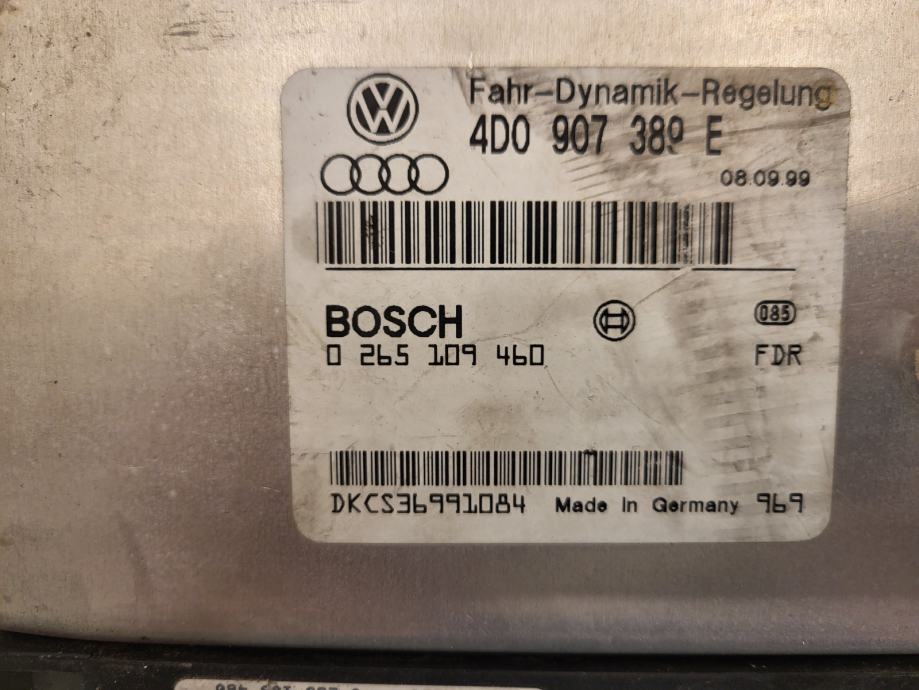 Fahr-Dynamik-Regelung
4D0 907 389 E
08.09.99
BOSCH
085
0 265 109 460
FDR
DKCS36991084 Made In Germany 969